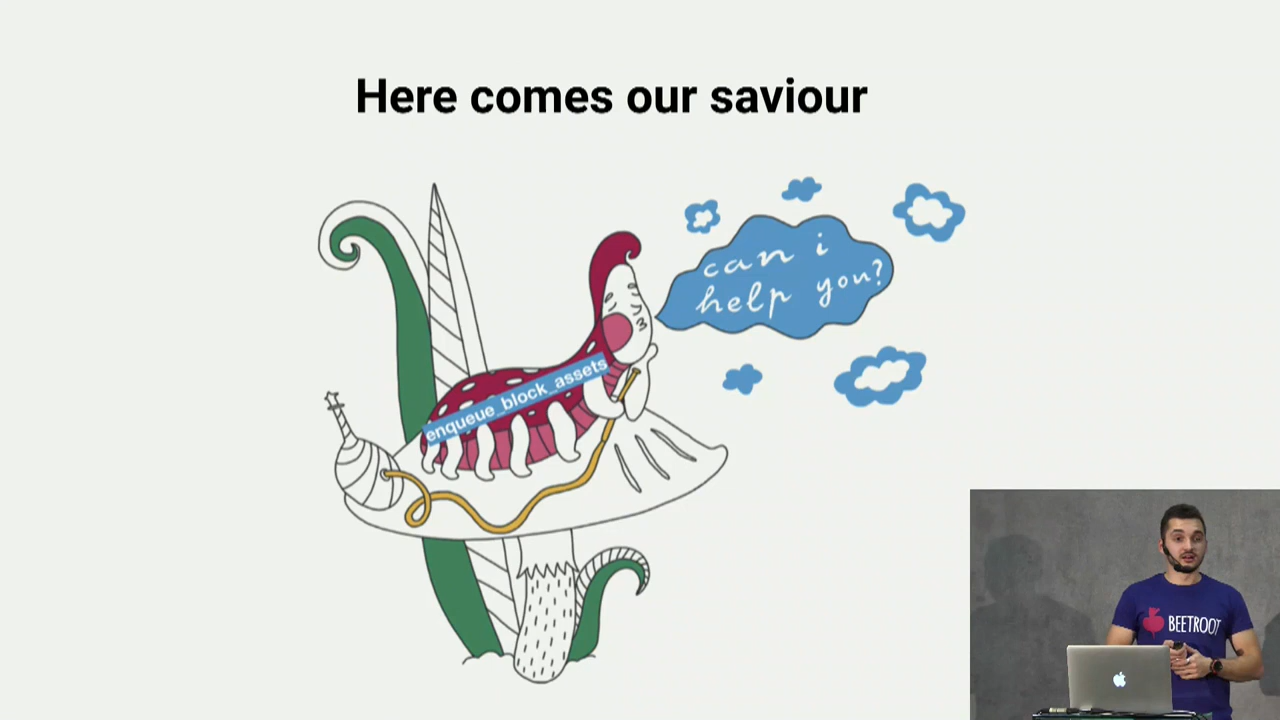 Here comes our saviour
can i
help you?
enqueue_block_assets
BEETROOT